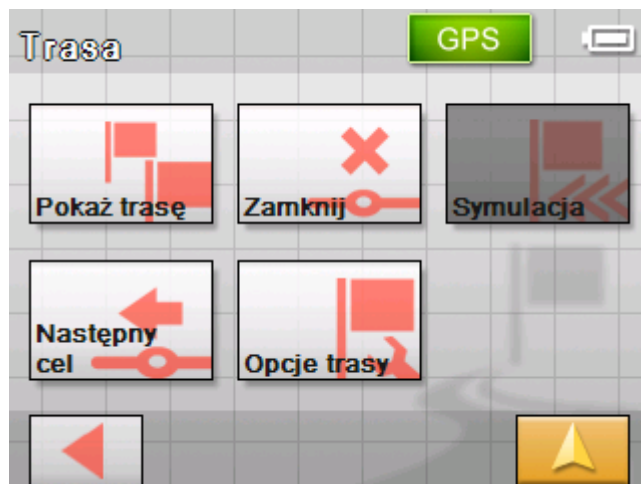 Trasa
GPS
Pokaż trasę
Zamknij
Symulacja
Następny
cel
Opcje trasy